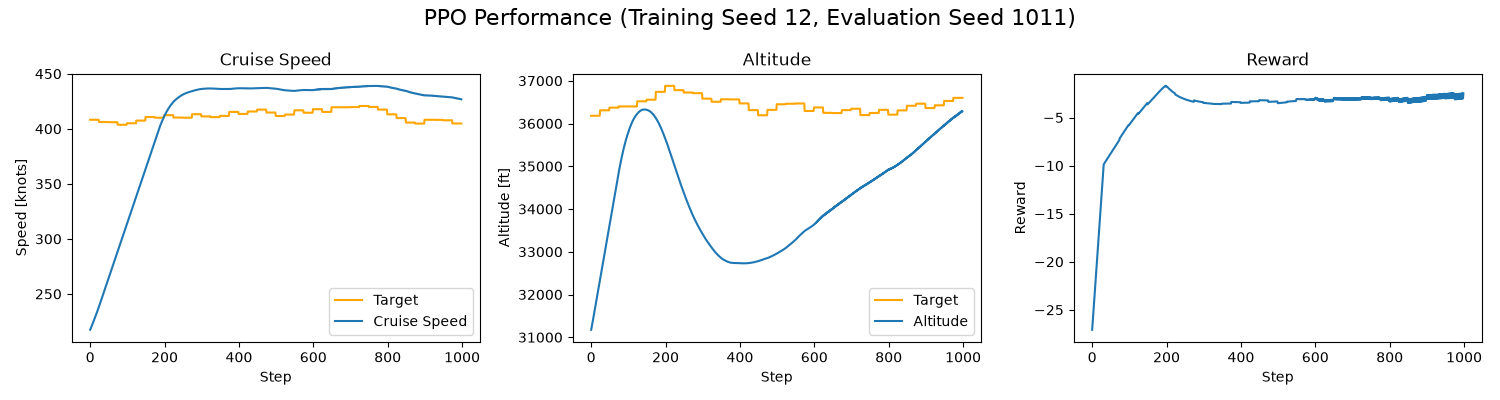 PPO Performance (Training Seed 12, Evaluation Seed 1011)
Cruise Speed
450
400
350
300
250
Speed [knots]
0 200 400 600 800 1000
Step
Target
Cruise Speed
Altitude
37000
36000
35000
34000
33000
32000
31000
Altitude [ft]
0 200 400 600 800 1000
Step
Target
Altitude
Reward
−5
−10
−15
−20
−25
Reward
0 200 400 600 800 1000
Step